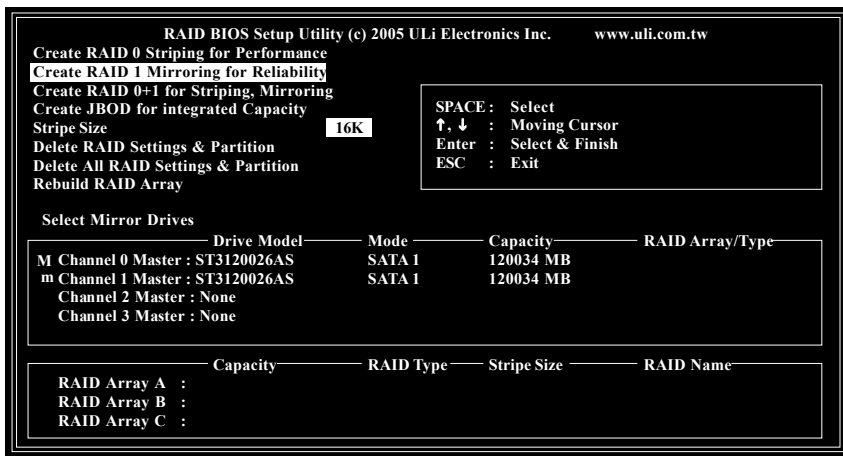 RAID BIOS Setup Utility (c) 2005 ULi Electronics Inc. www.uli.com.tw
Create RAID 0 Striping for Performance
Create RAID 1 Mirroring for Reliability
Create RAID 0+1 for Striping, Mirroring
Create JBOD for integrated Capacity
Stripe Size 16K
Delete RAID Settings & Partition
Delete All RAID Settings & Partition
Rebuild RAID Array
SPACE : Select
↑, ↓ : Moving Cursor
Enter : Select & Finish
ESC : Exit
Select Mirror Drives
Drive Model Mode Capacity RAID Array/Type
M Channel 0 Master : ST3120026AS SATA 1 120034 MB
m Channel 1 Master : ST3120026AS SATA 1 120034 MB
Channel 2 Master : None
Channel 3 Master : None
Capacity RAID Type Stripe Size RAID Name
RAID Array A :
RAID Array B :
RAID Array C :